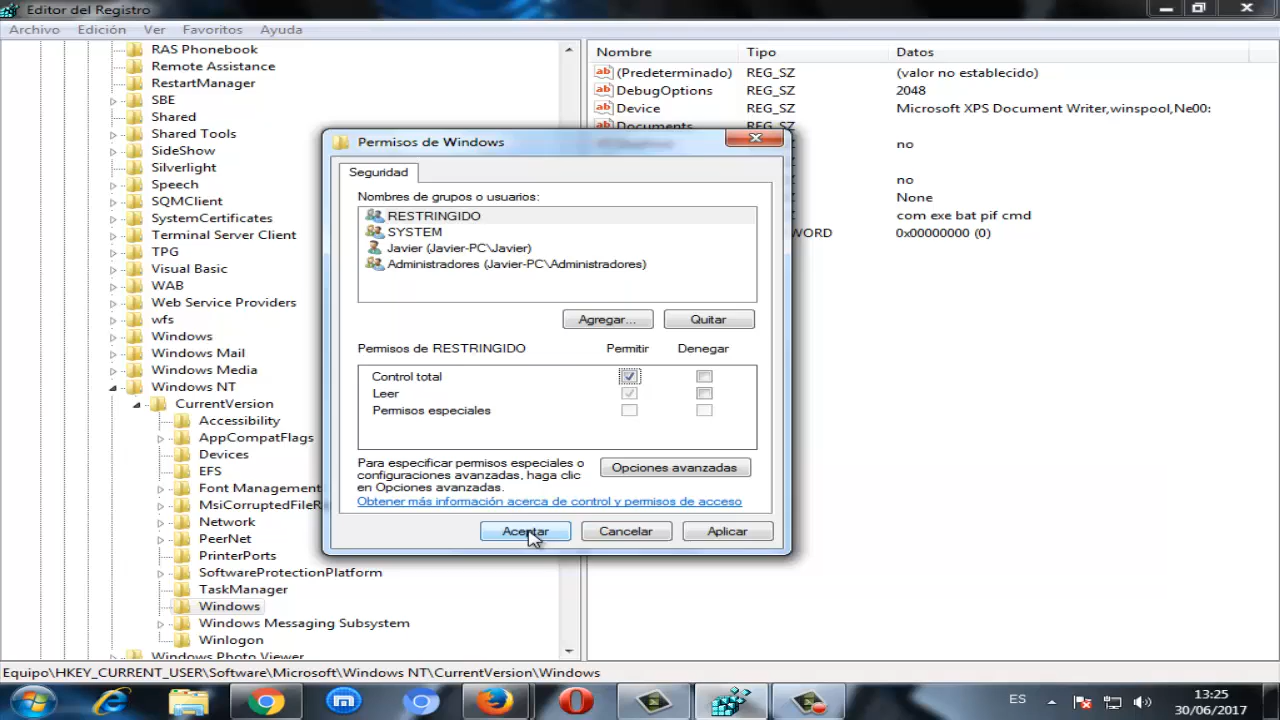 Editor del Registro
Archivo Edición Ver Favoritos Ayuda
RAS Phonebook
Remote Assistance
RestartManager
SBE
Shared
Shared Tools
SideShow
Silverlight
Speech
SQMClient
SystemCertificates
Terminal Server Client
TPG
Visual Basic
WAB
Web Service Providers
wfs
Windows
Windows Mail
Windows Media
Windows NT
CurrentVersion
Accessibility
AppCompatFlags
Devices
EFS
Font Management
MsiCorruptedFileR
Network
PeerNet
PrinterPorts
SoftwareProtectionPlatform
TaskManager
Windows
Windows Messaging Subsystem
Winlogon
Windows Photo Viewer
Nombre Tipo Datos
(Predeterminado) REG_SZ (valor no establecido)
DebugOptions REG_SZ 2048
Device REG_SZ Microsoft XPS Document Writer,winspool,Ne00:
Documents REG_SZ
no
no
None
com exe bat pif cmd
WORD 0x00000000 (0)
Permisos de Windows
Seguridad
Nombres de grupos o usuarios:
RESTRINGIDO
SYSTEM
Javier (Javier-PC\Javier)
Administradores (Javier-PC\Administradores)
Agregar... Quitar
Permisos de RESTRINGIDO Permitir Denegar
Control total
Leer
Permisos especiales
Para especificar permisos especiales o
configuraciones avanzadas, haga clic
en Opciones avanzadas.
Opciones avanzadas
Obtener más información acerca de control y permisos de acceso
Aceptar Cancelar Aplicar
Equipo\HKEY_CURRENT_USER\Software\Microsoft\Windows NT\CurrentVersion\Windows
ES
13:25
30/06/2017